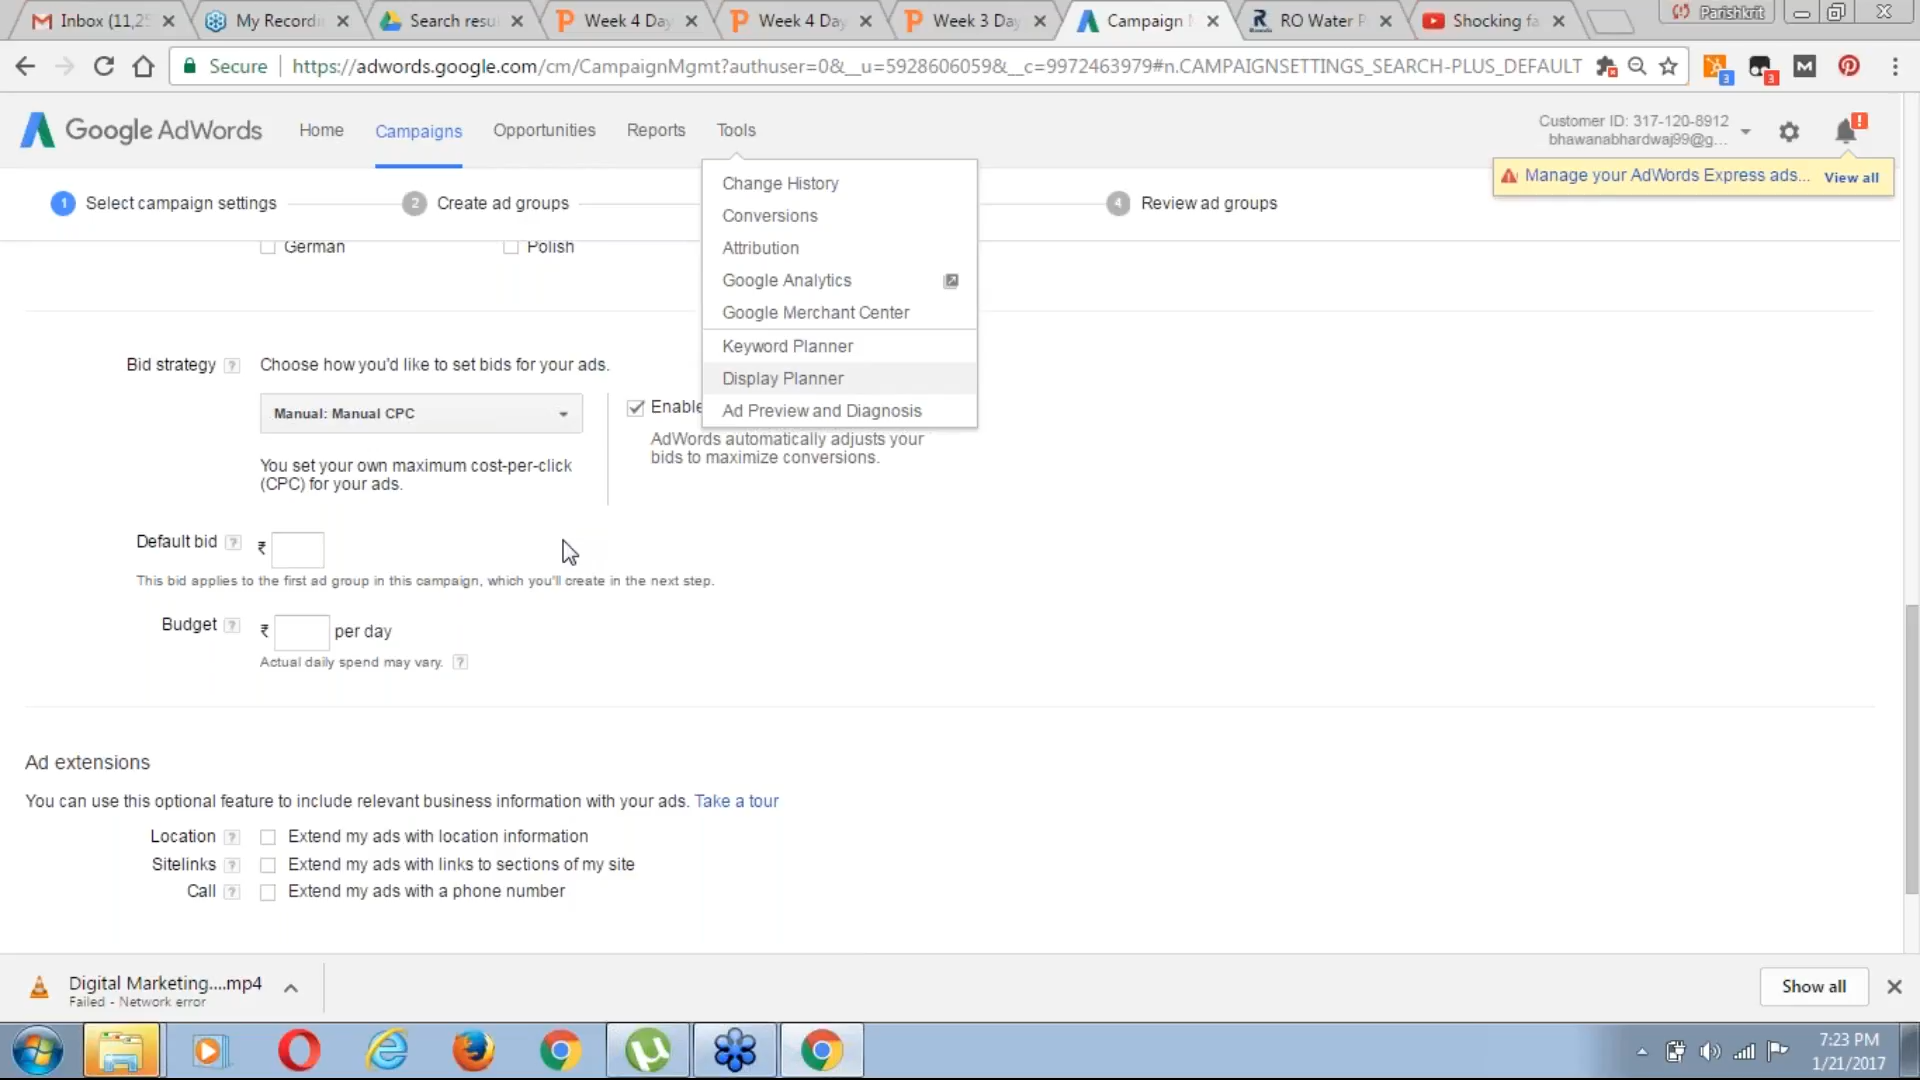 Inbox (11,25
My Recordi
Search resu
Week 4 Day
Week 4 Day
Week 3 Day
Campaign
RO Water P
Shocking fa
Parishkrit
Secure
https://adwords.google.com/cm/CampaignMgmt?authuser=0&__u=5928606059&__c=9972463979#n.CAMPAIGNSETTINGS_SEARCH-PLUS_DEFAULT
3
3
Google AdWords
Home
Campaigns
Opportunities
Reports
Tools
Customer ID: 317-120-8912
bhawanabhardwaj99@g...
Manage your AdWords Express ads...
View all
1 Select campaign settings
2 Create ad groups
4 Review ad groups
Change History
Conversions
Attribution
Google Analytics
Google Merchant Center
Keyword Planner
Display Planner
Ad Preview and Diagnosis
German
Polish
Bid strategy ?
Choose how you'd like to set bids for your ads.
Manual: Manual CPC
Enable
AdWords automatically adjusts your
bids to maximize conversions.
You set your own maximum cost-per-click
(CPC) for your ads.
Default bid ? ₹
This bid applies to the first ad group in this campaign, which you'll create in the next step.
Budget ? ₹ per day
Actual daily spend may vary. ?
Ad extensions
You can use this optional feature to include relevant business information with your ads. Take a tour
Location ? Extend my ads with location information
Sitelinks ? Extend my ads with links to sections of my site
Call ? Extend my ads with a phone number
Digital Marketing....mp4
Failed - Network error
Show all
7:23 PM
1/21/2017